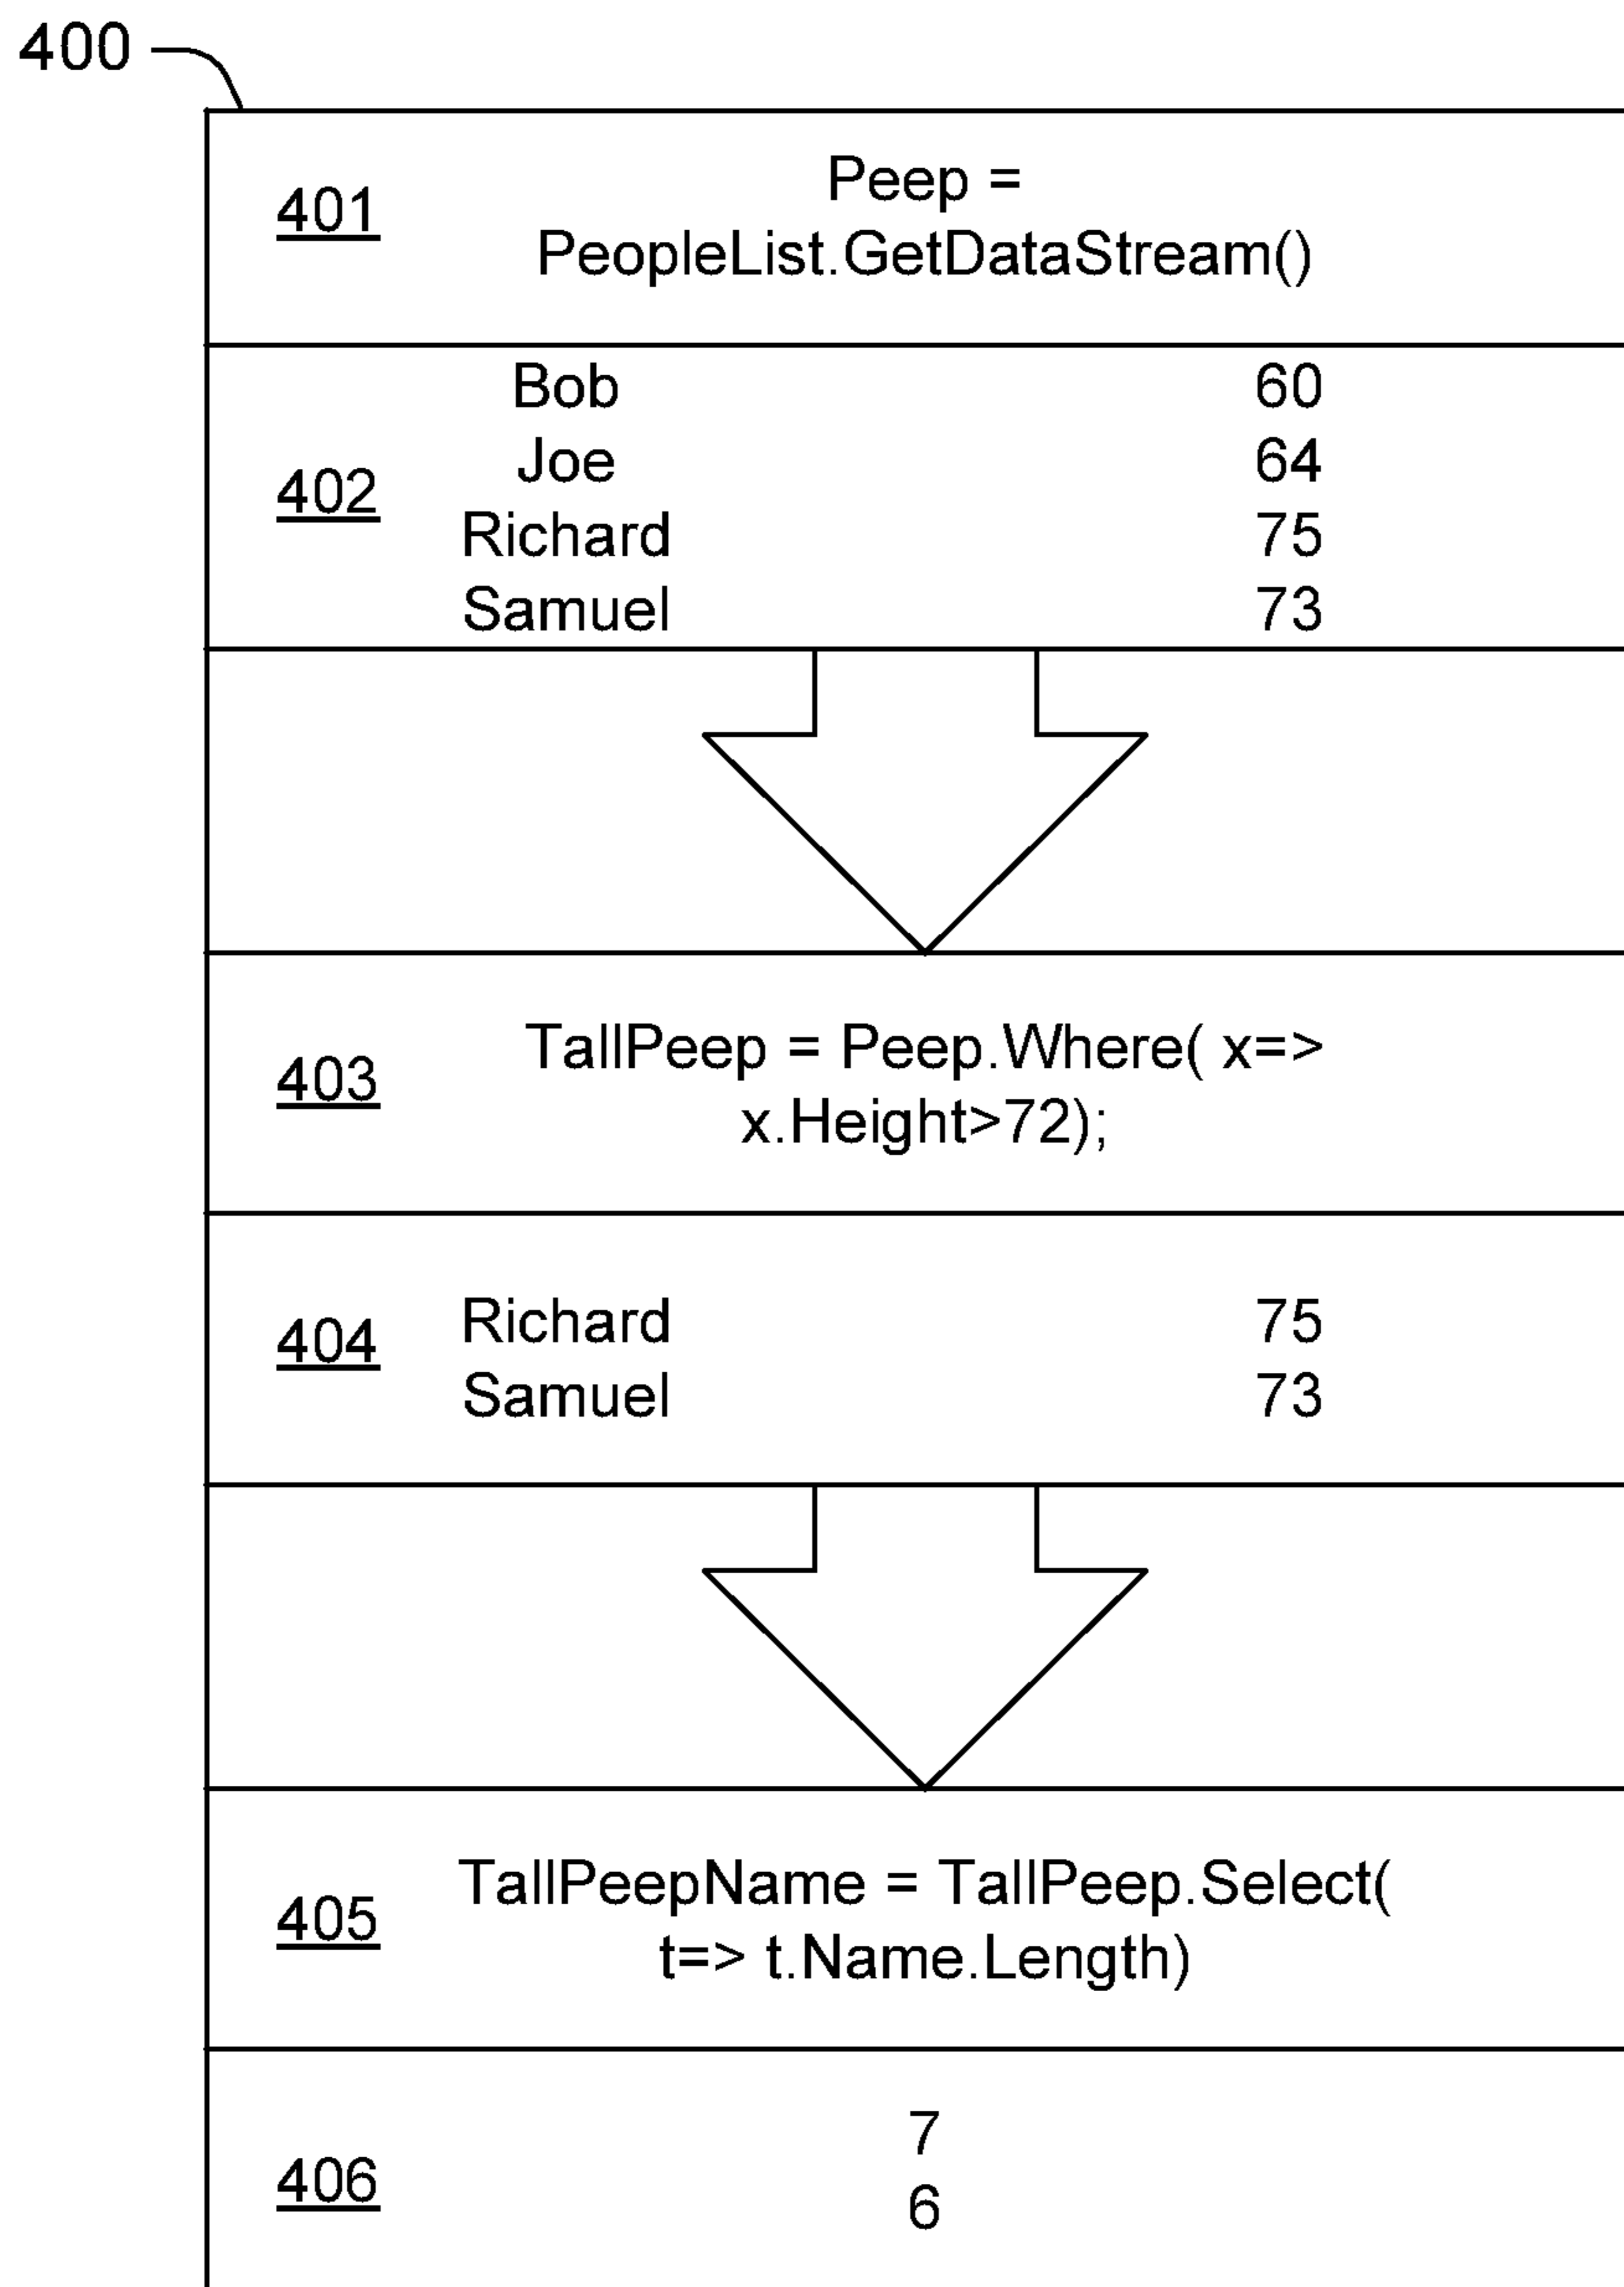 400
401
Peep =
PeopleList.GetDataStream()
402
Bob 60
Joe 64
Richard 75
Samuel 73
403
TallPeep = Peep.Where( x=>
x.Height>72);
404
Richard 75
Samuel 73
405
TallPeepName = TallPeep.Select(
t=> t.Name.Length)
406
7
6